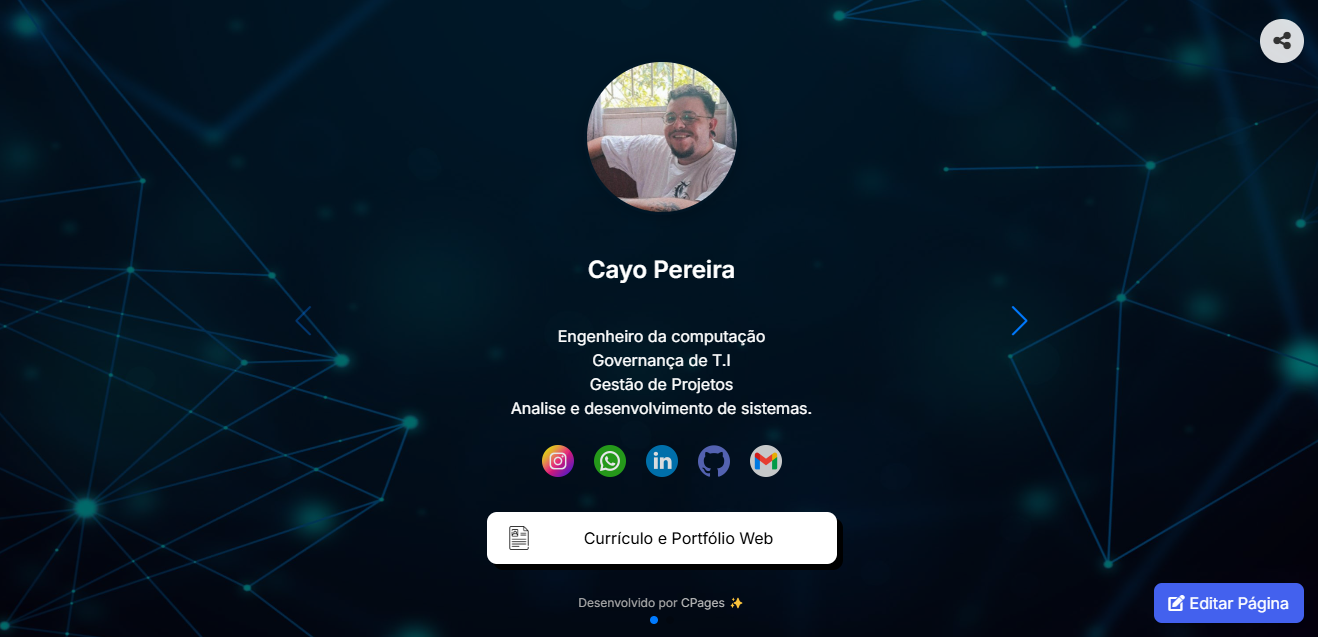 Cayo Pereira
Engenheiro da computação
Governança de T.I
Gestão de Projetos
Analise e desenvolvimento de sistemas.
in
Currículo e Portfólio Web
Desenvolvido por CPages ✨
Editar Página